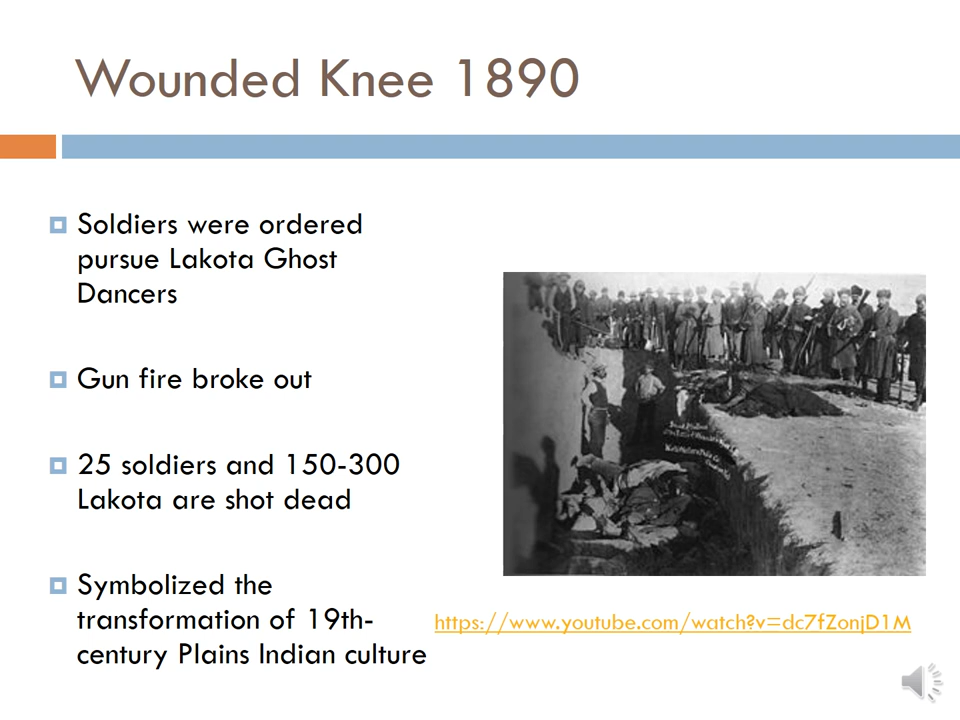 Wounded Knee 1890
Soldiers were ordered
pursue Lakota Ghost
Dancers
Gun fire broke out
25 soldiers and 150-300
Lakota are shot dead
Symbolized the
transformation of 19th-
century Plains Indian culture
https://www.youtube.com/watch?v=dc7fZonjD1M